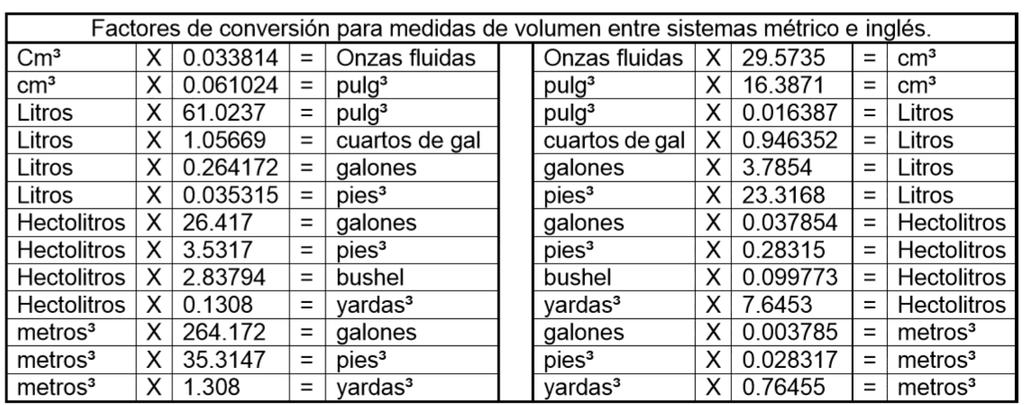 Factores de conversión para medidas de volumen entre sistemas métrico e inglés.
Cm³ X 0.033814 = Onzas fluidas Onzas fluidas X 29.5735 = cm³
cm³ X 0.061024 = pulg³ pulg³ X 16.3871 = cm³
Litros X 61.0237 = pulg³ pulg³ X 0.016387 = Litros
Litros X 1.05669 = cuartos de gal cuartos de gal X 0.946352 = Litros
Litros X 0.264172 = galones galones X 3.7854 = Litros
Litros X 0.035315 = pies³ pies³ X 23.3168 = Litros
Hectolitros X 26.417 = galones galones X 0.037854 = Hectolitros
Hectolitros X 3.5317 = pies³ pies³ X 0.28315 = Hectolitros
Hectolitros X 2.83794 = bushel bushel X 0.099773 = Hectolitros
Hectolitros X 0.1308 = yardas³ yardas³ X 7.6453 = Hectolitros
metros³ X 264.172 = galones galones X 0.003785 = metros³
metros³ X 35.3147 = pies³ pies³ X 0.028317 = metros³
metros³ X 1.308 = yardas³ yardas³ X 0.76455 = metros³